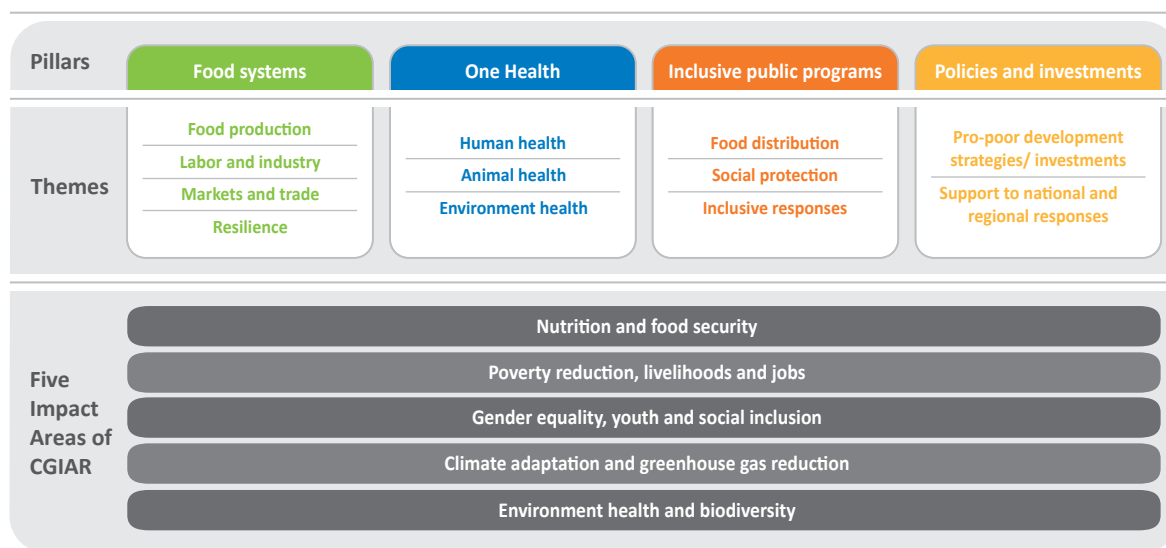 Pillars
Food systems
One Health
Inclusive public programs
Policies and investments
Themes
Food production
Labor and industry
Markets and trade
Resilience
Human health
Animal health
Environment health
Food distribution
Social protection
Inclusive responses
Pro-poor development
strategies/ investments
Support to national and
regional responses
Five
Impact
Areas of
CGIAR
Nutrition and food security
Poverty reduction, livelihoods and jobs
Gender equality, youth and social inclusion
Climate adaptation and greenhouse gas reduction
Environment health and biodiversity